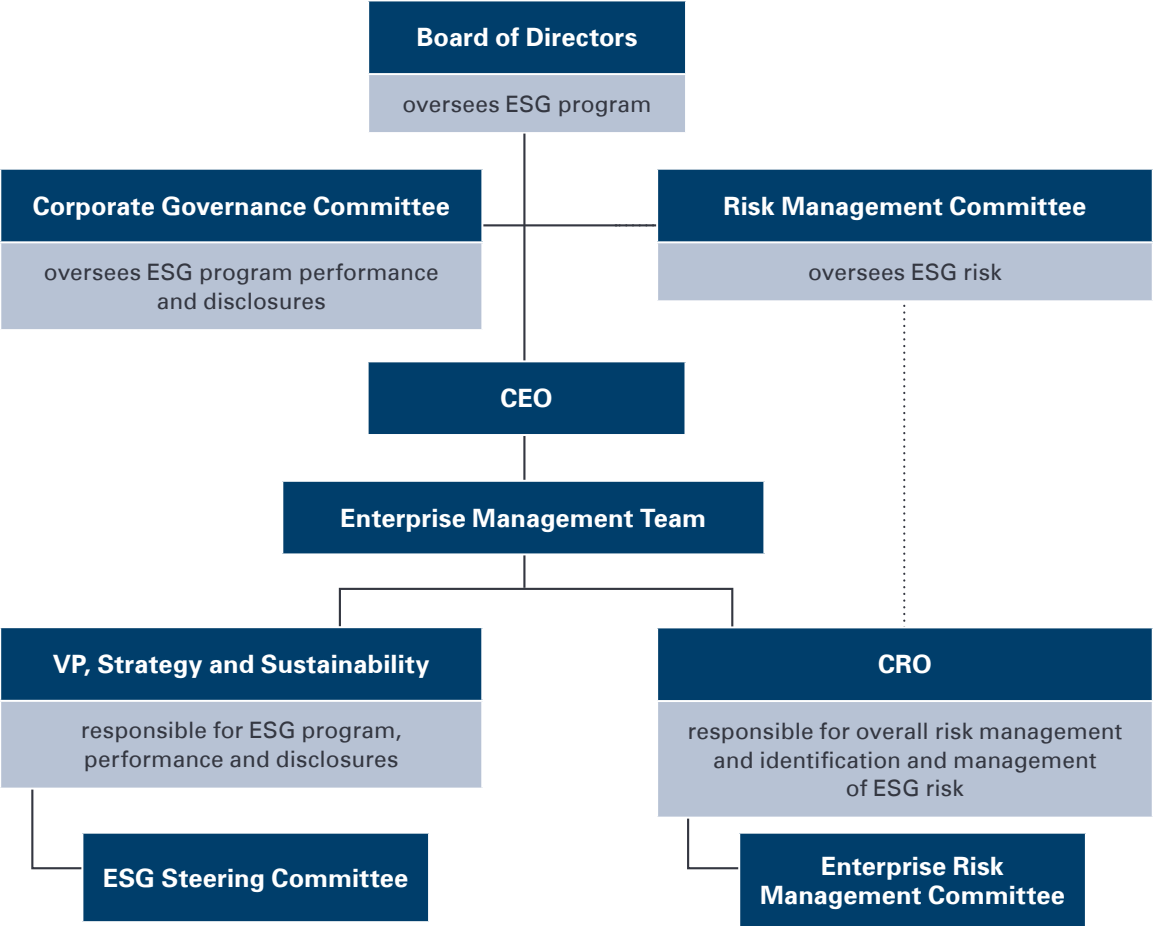 Board of Directors
oversees ESG program
Corporate Governance Committee
oversees ESG program performance
and disclosures
Risk Management Committee
oversees ESG risk
CEO
Enterprise Management Team
VP, Strategy and Sustainability
responsible for ESG program,
performance and disclosures
CRO
responsible for overall risk management
and identification and management
of ESG risk
ESG Steering Committee
Enterprise Risk
Management Committee